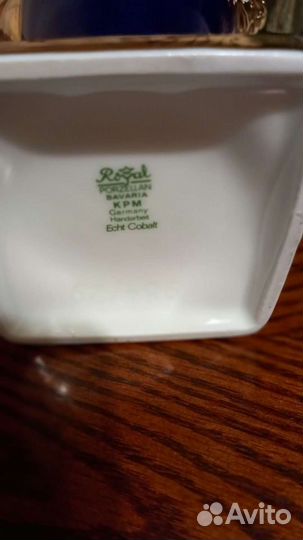 Royal
PORZELLAN
BAVARIA
KPM
Germany
Handarbeit
Echt Cobalt
Avito